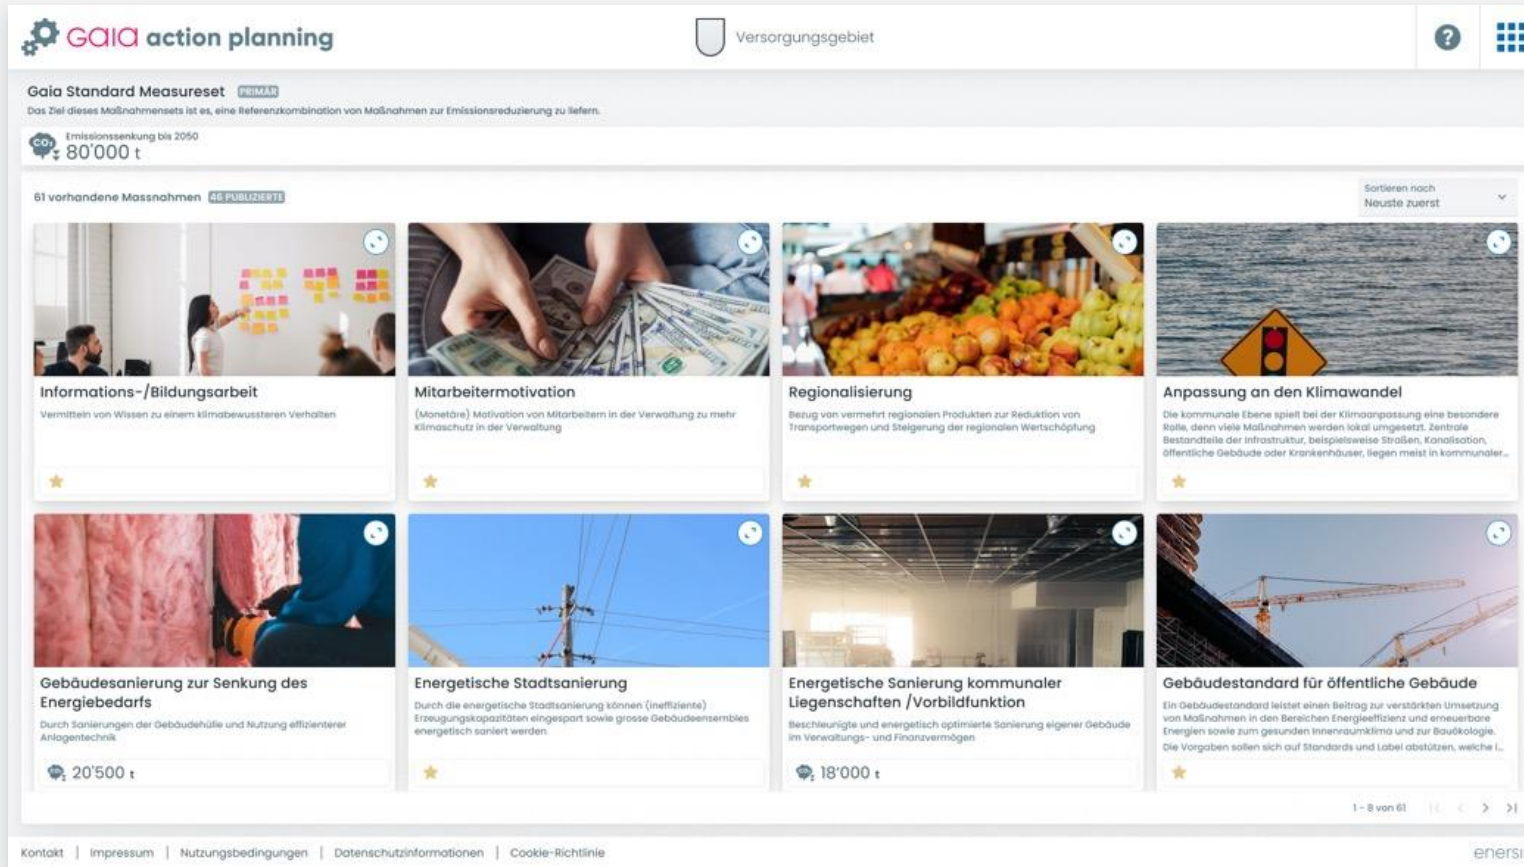 GaIa action planning
Versorgungsgebiet
?
Gaia Standard Measureset PRIMÄR
Das Ziel dieses Maßnahmensets ist es, eine Referenzkombination von Maßnahmen zur Emissionsreduzierung zu liefern.
CO₂ Emissionssenkung bis 2050
80'000 t
61 vorhandene Massnahmen 46 PUBLIZIERTE
Sortieren nach
Neuste zuerst
Informations-/Bildungsarbeit
Vermitteln von Wissen zu einem klimabewussteren Verhalten
Mitarbeitermotivation
(Monetäre) Motivation von Mitarbeitern in der Verwaltung zu mehr
Klimaschutz in der Verwaltung
Regionalisierung
Bezug von vermehrt regionalen Produkten zur Reduktion von
Transportwegen und Steigerung der regionalen Wertschöpfung
Anpassung an den Klimawandel
Die kommunale Ebene spielt bei der Klimaanpassung eine besondere
Rolle, denn viele Maßnahmen werden lokal umgesetzt. Zentrale
Bestandteile der Infrastruktur, beispielsweise Straßen, Kanalisation,
öffentliche Gebäude oder Krankenhäuser, liegen meist in kommunaler...
Gebäudesanierung zur Senkung des
Energiebedarfs
Durch Sanierungen der Gebäudehülle und Nutzung effizienterer
Anlagentechnik
20'500 t
Energetische Stadtsanierung
Durch die energetische Stadtsanierung können (ineffiziente)
Erzeugungskapazitäten eingespart sowie grosse Gebäudeensembles
energetisch saniert werden
Energetische Sanierung kommunaler
Liegenschaften /Vorbildfunktion
Beschleunigte und energetisch optimierte Sanierung eigener Gebäude
im Verwaltungs- und Finanzvermögen
18'000 t
Gebäudestandard für öffentliche Gebäude
Ein Gebäudestandard leistet einen Beitrag zur verstärkten Umsetzung
von Maßnahmen in den Bereichen Energieeffizienz und erneuerbare
Energien sowie zum gesunden Innenraumklima und zur Bauökologie.
Die Vorgaben sollen sich auf Standards und Label abstützen, welche i...
1 - 8 von 61
Kontakt | Impressum | Nutzungsbedingungen | Datenschutzinformationen | Cookie-Richtlinie
enersi